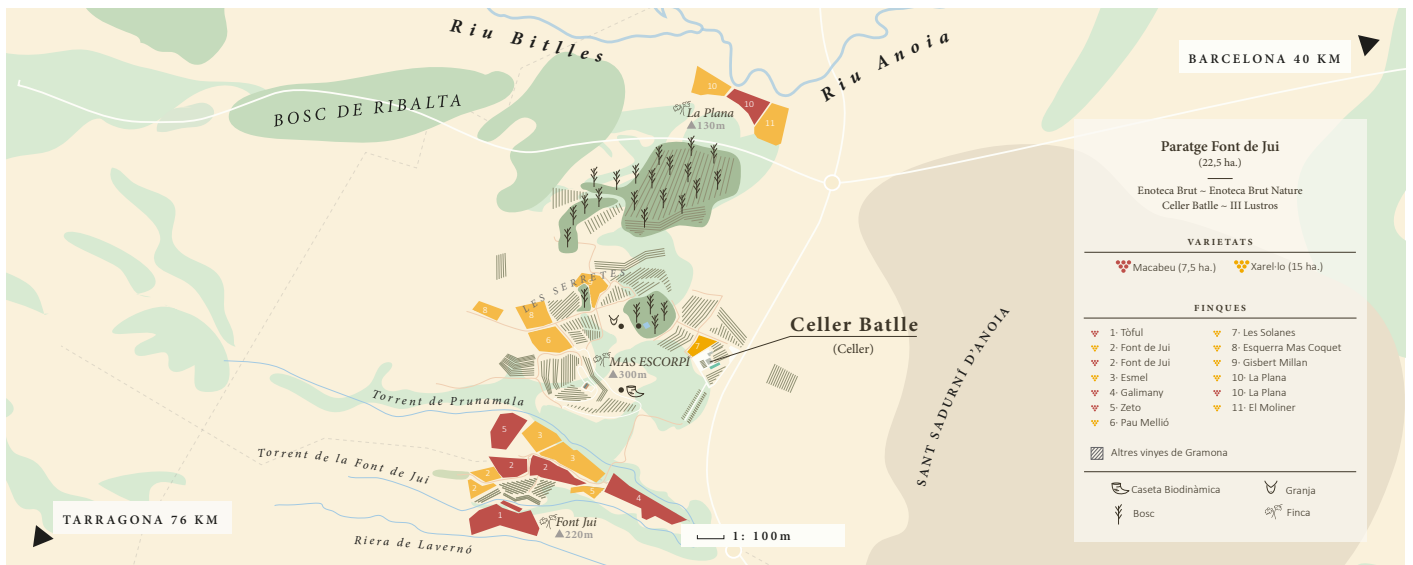 Riu Bitlles
Riu Anoia
BARCELONA 40 KM
BOSC DE RIBALTA
10
10
11
La Plana
130m
LES SERRETES
8
8
6
7
MAS ESCORPÍ
300m
Celler Batlle
(Celler)
SANT SADURNÍ D'ANOIA
Torrent de Prunamala
5
3
3
2
2
2
2
4
1
Torrent de la Font de Jui
Font Jui
220m
Riera de Lavernó
TARRAGONA 76 KM
1: 100m
Paratge Font de Jui
(22,5 ha.)
Enoteca Brut ~ Enoteca Brut Nature
Celler Batlle ~ III Lustros
VARIETATS
Macabeu (7,5 ha.)
Xarel·lo (15 ha.)
FINQUES
1· Tòful
2· Font de Jui
2· Font de Jui
3· Esmel
4· Galimany
5· Zeto
6· Pau Mellió
7· Les Solanes
8· Esquerra Mas Coquet
9· Gisbert Millan
10· La Plana
10· La Plana
11· El Moliner
Altres vinyes de Gramona
Caseta Biodinàmica
Granja
Bosc
Finca